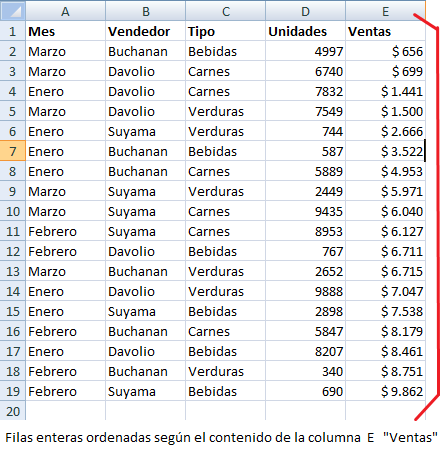 A B C D E
1 Mes Vendedor Tipo Unidades Ventas
2 Marzo Buchanan Bebidas 4997 $ 656
3 Marzo Davolio Carnes 6740 $ 699
4 Enero Davolio Carnes 7832 $ 1.441
5 Marzo Davolio Verduras 7549 $ 1.500
6 Enero Suyama Verduras 744 $ 2.666
7 Enero Buchanan Bebidas 587 $ 3.522
8 Enero Buchanan Carnes 5889 $ 4.953
9 Marzo Suyama Verduras 2449 $ 5.971
10 Marzo Suyama Carnes 9435 $ 6.040
11 Febrero Suyama Carnes 8953 $ 6.127
12 Febrero Davolio Bebidas 767 $ 6.711
13 Marzo Buchanan Verduras 2652 $ 6.715
14 Enero Davolio Verduras 9888 $ 7.047
15 Enero Suyama Bebidas 2898 $ 7.538
16 Febrero Buchanan Carnes 5847 $ 8.179
17 Enero Davolio Bebidas 8207 $ 8.461
18 Febrero Buchanan Verduras 340 $ 8.751
19 Febrero Suyama Bebidas 690 $ 9.862
20
Filas enteras ordenadas según el contenido de la columna E "Ventas"